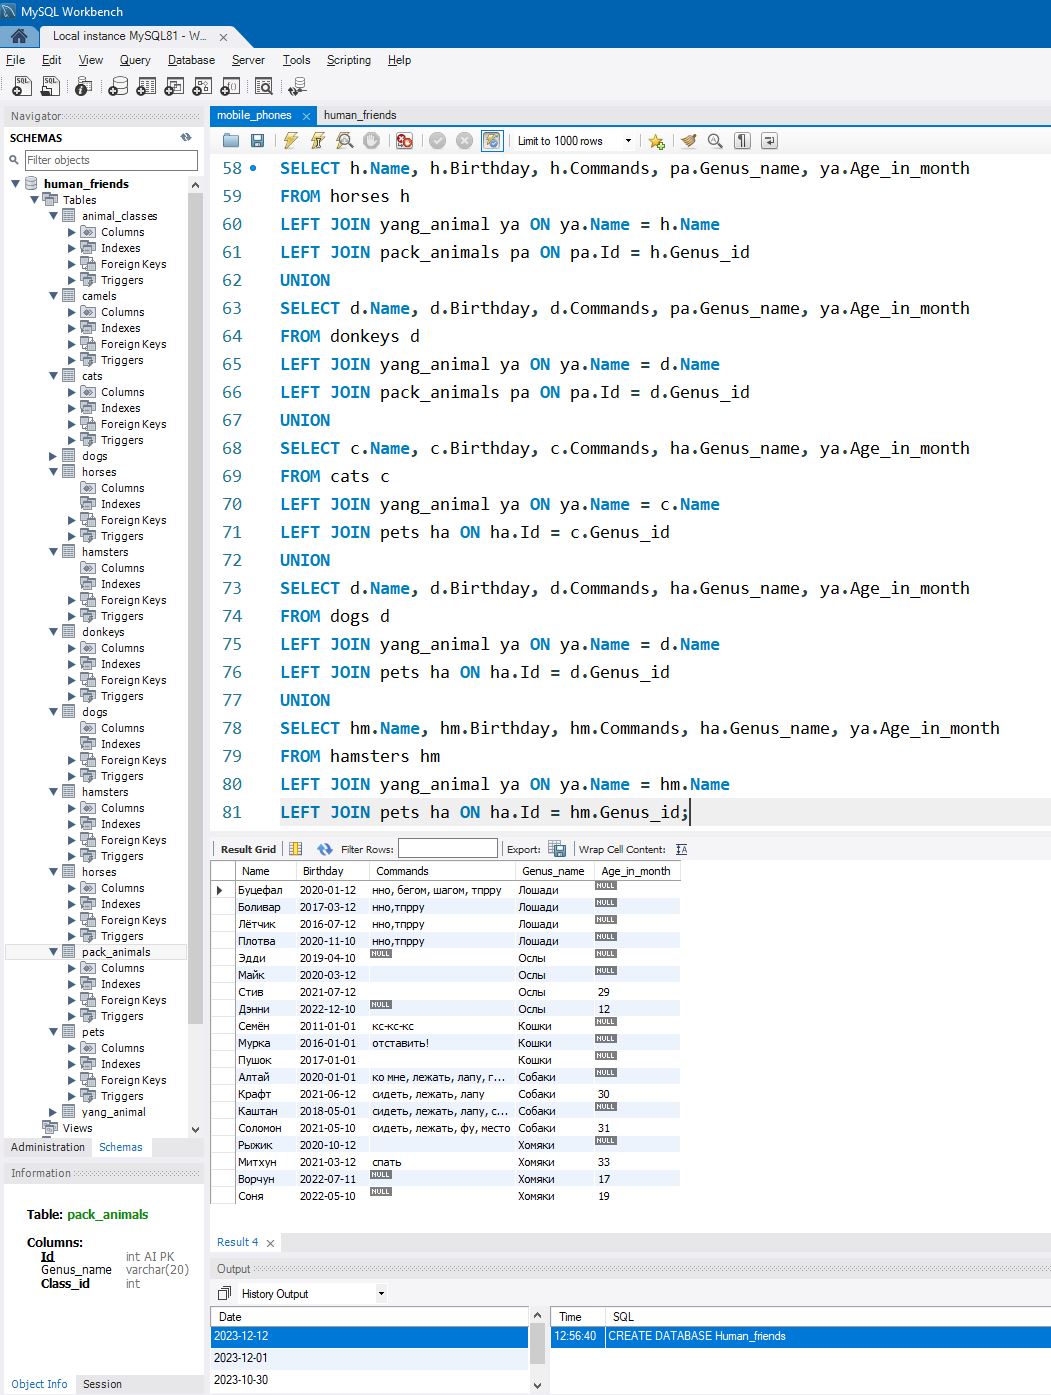 MySQL Workbench
Local instance MySQL81 - W... ×
File Edit View Query Database Server Tools Scripting Help
Navigator
SCHEMAS
Filter objects
human_friends
Tables
animal_classes
Columns
Indexes
Foreign Keys
Triggers
camels
Columns
Indexes
Foreign Keys
Triggers
cats
Columns
Indexes
Foreign Keys
Triggers
dogs
horses
Columns
Indexes
Foreign Keys
Triggers
hamsters
Columns
Indexes
Foreign Keys
Triggers
donkeys
Columns
Indexes
Foreign Keys
Triggers
dogs
Columns
Indexes
Foreign Keys
Triggers
hamsters
Columns
Indexes
Foreign Keys
Triggers
horses
Columns
Indexes
Foreign Keys
Triggers
pack_animals
Columns
Indexes
Foreign Keys
Triggers
pets
Columns
Indexes
Foreign Keys
Triggers
yang_animal
Views
Administration Schemas
Information
Table: pack_animals
Columns:
Id int AI PK
Genus_name varchar(20)
Class_id int
Object Info Session
mobile_phones × human_friends
Limit to 1000 rows
58 SELECT h.Name, h.Birthday, h.Commands, pa.Genus_name, ya.Age_in_month
59 FROM horses h
60 LEFT JOIN yang_animal ya ON ya.Name = h.Name
61 LEFT JOIN pack_animals pa ON pa.Id = h.Genus_id
62 UNION
63 SELECT d.Name, d.Birthday, d.Commands, pa.Genus_name, ya.Age_in_month
64 FROM donkeys d
65 LEFT JOIN yang_animal ya ON ya.Name = d.Name
66 LEFT JOIN pack_animals pa ON pa.Id = d.Genus_id
67 UNION
68 SELECT c.Name, c.Birthday, c.Commands, ha.Genus_name, ya.Age_in_month
69 FROM cats c
70 LEFT JOIN yang_animal ya ON ya.Name = c.Name
71 LEFT JOIN pets ha ON ha.Id = c.Genus_id
72 UNION
73 SELECT d.Name, d.Birthday, d.Commands, ha.Genus_name, ya.Age_in_month
74 FROM dogs d
75 LEFT JOIN yang_animal ya ON ya.Name = d.Name
76 LEFT JOIN pets ha ON ha.Id = d.Genus_id
77 UNION
78 SELECT hm.Name, hm.Birthday, hm.Commands, ha.Genus_name, ya.Age_in_month
79 FROM hamsters hm
80 LEFT JOIN yang_animal ya ON ya.Name = hm.Name
81 LEFT JOIN pets ha ON ha.Id = hm.Genus_id;
Result Grid Filter Rows: Export: Wrap Cell Content: IA
Name Birthday Commands Genus_name Age_in_month
Буцефал 2020-01-12 нно, бегом, шагом, тпрру Лошади NULL
Боливар 2017-03-12 нно,тпрру Лошади NULL
Лётчик 2016-07-12 нно,тпрру Лошади NULL
Плотва 2020-11-10 нно,тпрру Лошади NULL
Эдди 2019-04-10 NULL Ослы NULL
Майк 2020-03-12 Ослы NULL
Стив 2021-07-12 Ослы 29
Дэнни 2022-12-10 NULL Ослы 12
Семён 2011-01-01 кс-кс-кс Кошки NULL
Мурка 2016-01-01 отставить! Кошки NULL
Пушок 2017-01-01 Кошки NULL
Алтай 2020-01-01 ко мне, лежать, лапу, г... Собаки NULL
Крафт 2021-06-12 сидеть, лежать, лапу Собаки 30
Каштан 2018-05-01 сидеть, лежать, лапу, с... Собаки NULL
Соломон 2021-05-10 сидеть, лежать, фу, место Собаки 31
Рыжик 2020-10-12 Хомяки NULL
Митхун 2021-03-12 спать Хомяки 33
Ворчун 2022-07-11 NULL Хомяки 17
Соня 2022-05-10 NULL Хомяки 19
Result 4 ×
Output
History Output
Date
2023-12-12
2023-12-01
2023-10-30
Time SQL
12:56:40 CREATE DATABASE Human_friends